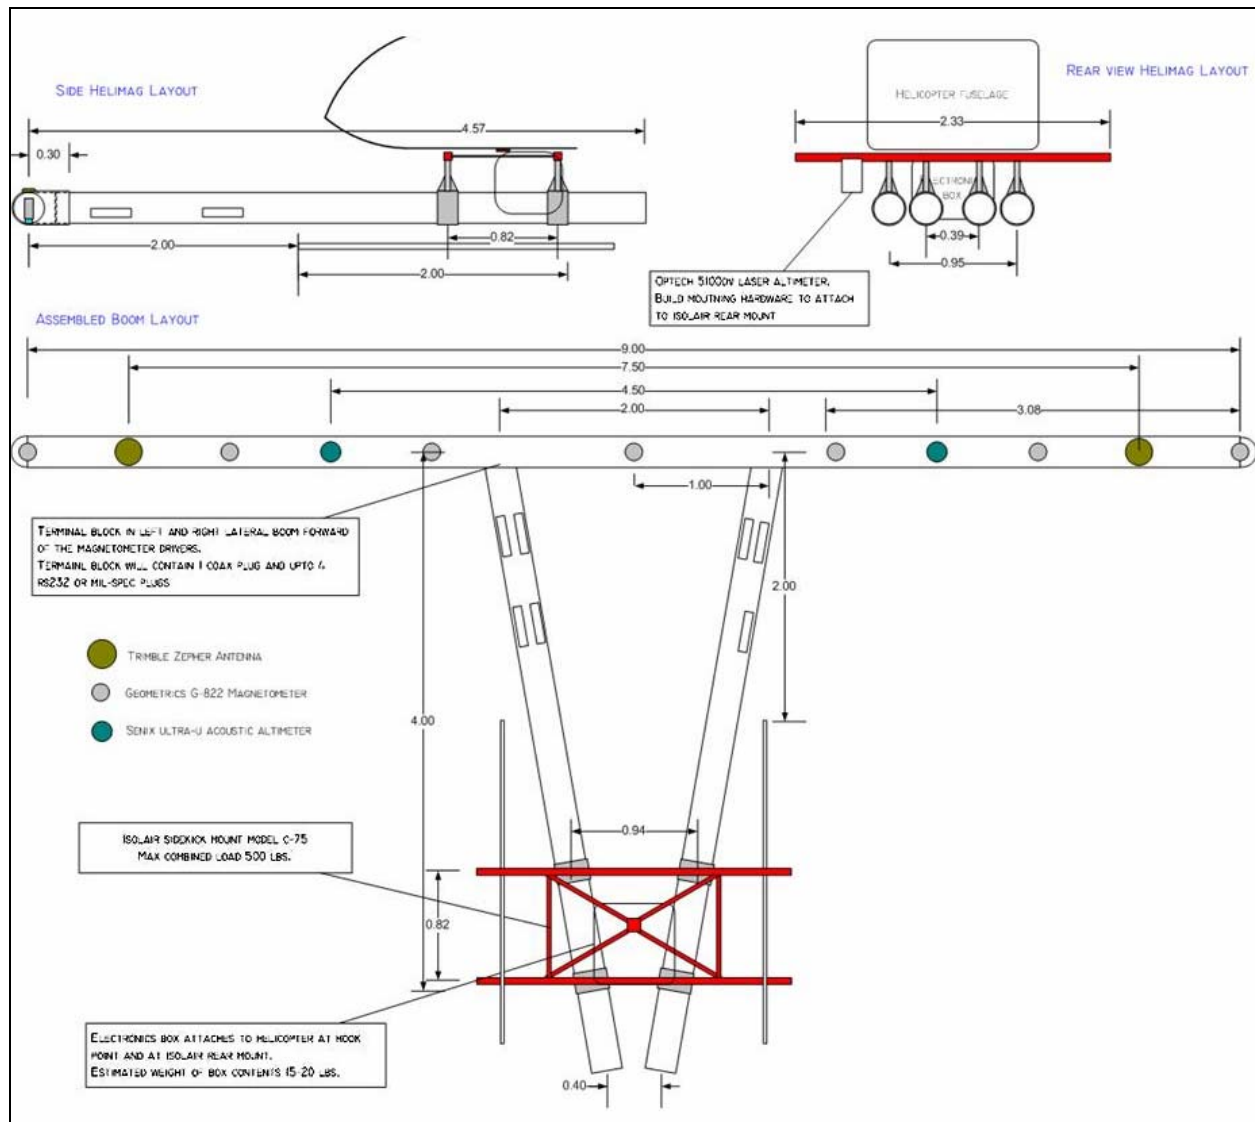 SIDE HELIMAG LAYOUT
4.57
0.30
2.00
0.82
2.00
REAR VIEW HELIMAG LAYOUT
HELICOPTER FUSELAGE
2.33
ELECTRONIC
BOX
0.39
0.95
OPTECH 5100DV LASER ALTIMETER.
BUILD MOUTNING HARDWARE TO ATTACH
TO ISOLAIR REAR MOUNT
ASSEMBLED BOOM LAYOUT
9.00
7.50
4.50
2.00
3.08
1.00
TERMINAL BLOCK IN LEFT AND RIGHT LATERAL BOOM FORWARD
OF THE MAGNETOMETER DRIVERS.
TERMAINL BLOCK WILL CONTAIN 1 COAX PLUG AND UPTO 4
RS232 OR MIL-SPEC PLUGS
2.00
TRIMBLE ZEPHER ANTENNA
GEOMETRICS G-822 MAGNETOMETER
SENIX ULTRA-U ACOUSTIC ALTIMETER
4.00
ISOLAIR SIDEKICK MOUNT MODEL C-75
MAX COMBINED LOAD 500 LBS.
0.94
0.82
ELECTRONICS BOX ATTACHES TO HELICOPTER AT HOOK
POINT AND AT ISOLAIR REAR MOUNT.
ESTIMATED WEIGHT OF BOX CONTENTS 15-20 LBS.
0.40